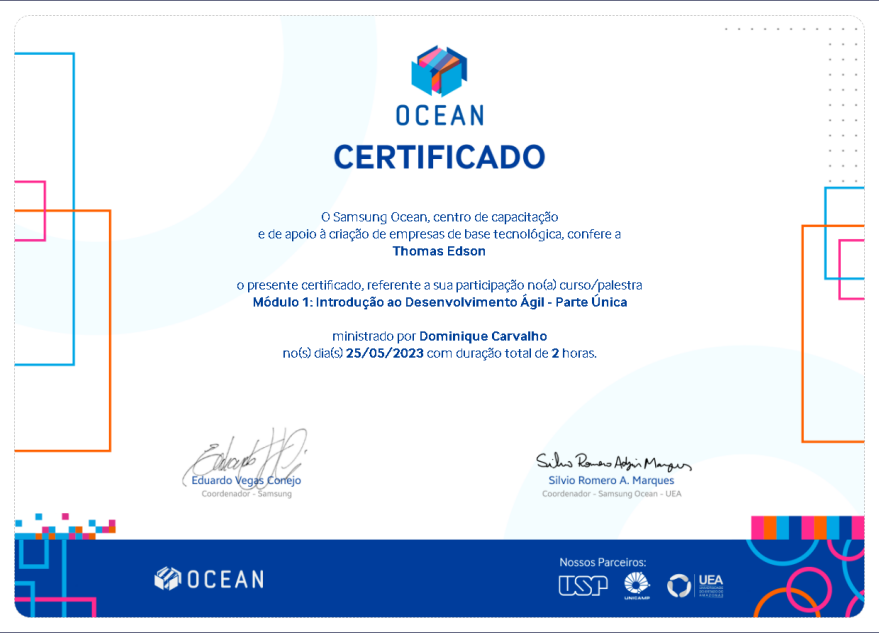 OCEAN
CERTIFICADO
O Samsung Ocean, centro de capacitação
e de apoio à criação de empresas de base tecnológica, confere a
Thomas Edson
o presente certificado, referente a sua participação no(a) curso/palestra
Módulo 1: Introdução ao Desenvolvimento Ágil - Parte Única
ministrado por Dominique Carvalho
no(s) dia(s) 25/05/2023 com duração total de 2 horas.
Eduardo Vegas Conejo
Coordenador - Samsung
Silvio Romero A. Marques
Coordenador - Samsung Ocean - UEA
OCEAN
Nossos Parceiros:
USP
UNICAMP
UEA